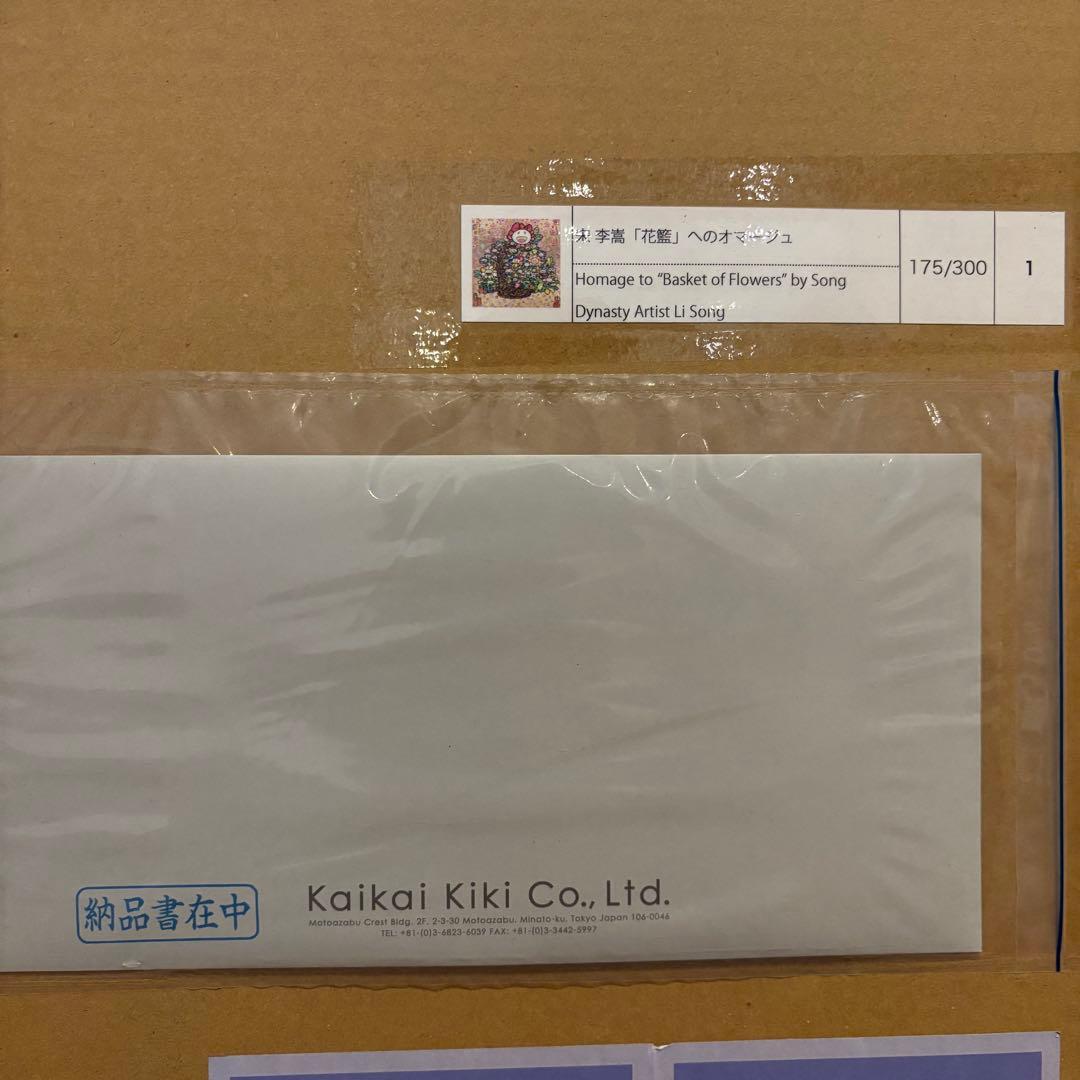 宋 李嵩「花籃」へのオマージュ
Homage to “Basket of Flowers” by Song
Dynasty Artist Li Song
175/300
1
納品書在中
Kaikai Kiki Co., Ltd.
Motoazabu Crest Bldg. 2F, 2-3-30 Motoazabu, Minato-ku, Tokyo Japan 106-0046
TEL: +81-(0)3-6823-6039 FAX: +81-(0)3-3442-5997